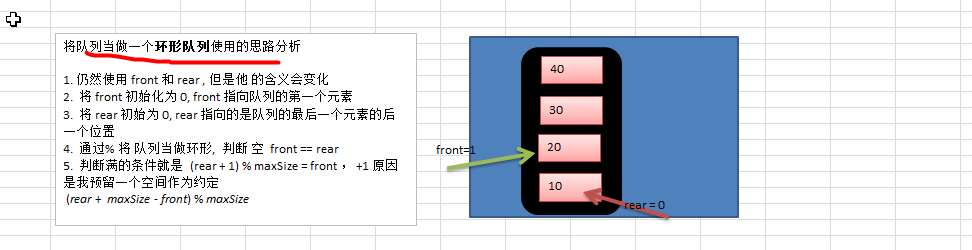 将队列当做一个环形队列使用的思路分析
1. 仍然使用 front 和 rear , 但是他 的含义会变化
2. 将 front 初始化为 0, front 指向队列的第一个元素
3. 将 rear 初始为 0, rear 指向的是队列的最后一个元素的后
一个位置
4. 通过% 将 队列当做环形, 判断 空 front == rear
5. 判断满的条件就是 (rear + 1) % maxSize = front ， +1 原因
是我预留一个空间作为约定
(rear + maxSize - front) % maxSize
40
30
20
10
front=1
rear = 0